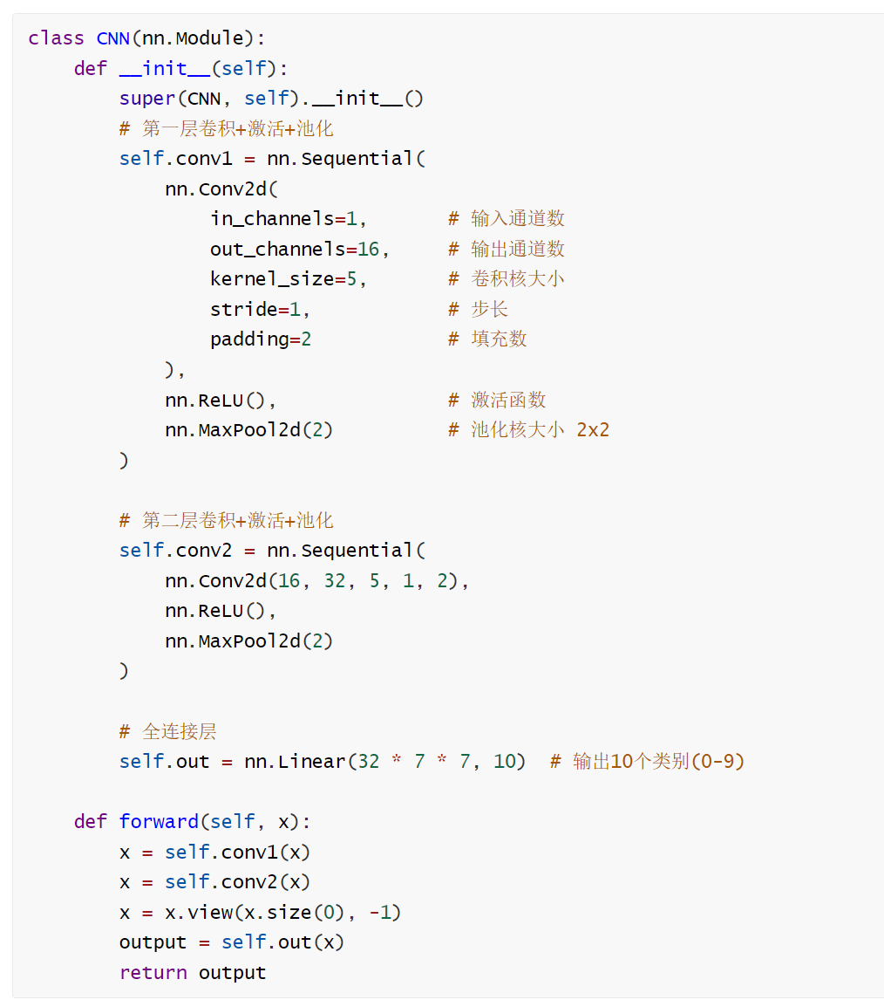 class CNN(nn.Module):
    def __init__(self):
        super(CNN, self).__init__()
        # 第一层卷积+激活+池化
        self.conv1 = nn.Sequential(
            nn.Conv2d(
                in_channels=1,       # 输入通道数
                out_channels=16,     # 输出通道数
                kernel_size=5,       # 卷积核大小
                stride=1,            # 步长
                padding=2            # 填充数
            ),
            nn.ReLU(),               # 激活函数
            nn.MaxPool2d(2)          # 池化核大小 2x2
        )

        # 第二层卷积+激活+池化
        self.conv2 = nn.Sequential(
            nn.Conv2d(16, 32, 5, 1, 2),
            nn.ReLU(),
            nn.MaxPool2d(2)
        )

        # 全连接层
        self.out = nn.Linear(32 * 7 * 7, 10)  # 输出10个类别(0-9)

    def forward(self, x):
        x = self.conv1(x)
        x = self.conv2(x)
        x = x.view(x.size(0), -1)
        output = self.out(x)
        return output